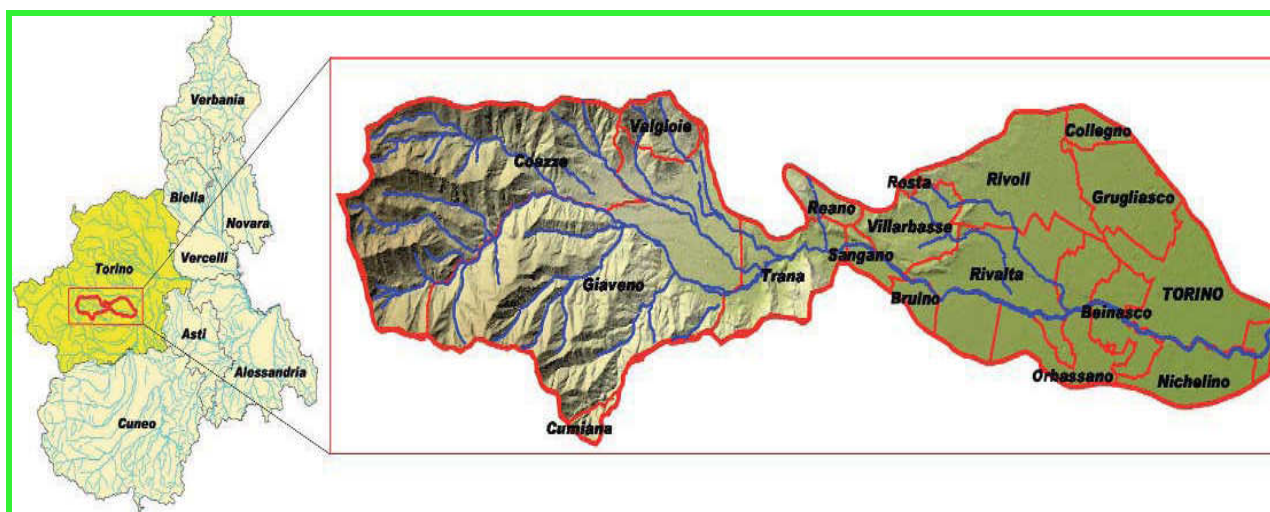 Verbania
Biella
Novara
Vercelli
Torino
Asti
Alessandria
Cuneo
Valgioie
Coazze
Giaveno
Cumiana
Trana
Reano
Sangano
Rosta
Villarbasse
Rivoli
Collegno
Grugliasco
Rivalta
Bruino
TORINO
Beinasco
Orbassano
Nichelino